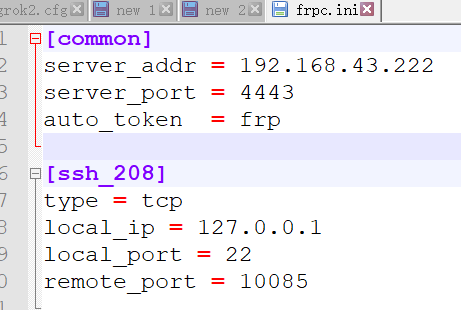 grok2.cfg new 1 new 2 frpc.ini
1 [common]
2 server_addr = 192.168.43.222
3 server_port = 4443
4 auto_token  = frp
5
6 [ssh_208]
7 type = tcp
8 local_ip = 127.0.0.1
9 local_port = 22
0 remote_port = 10085